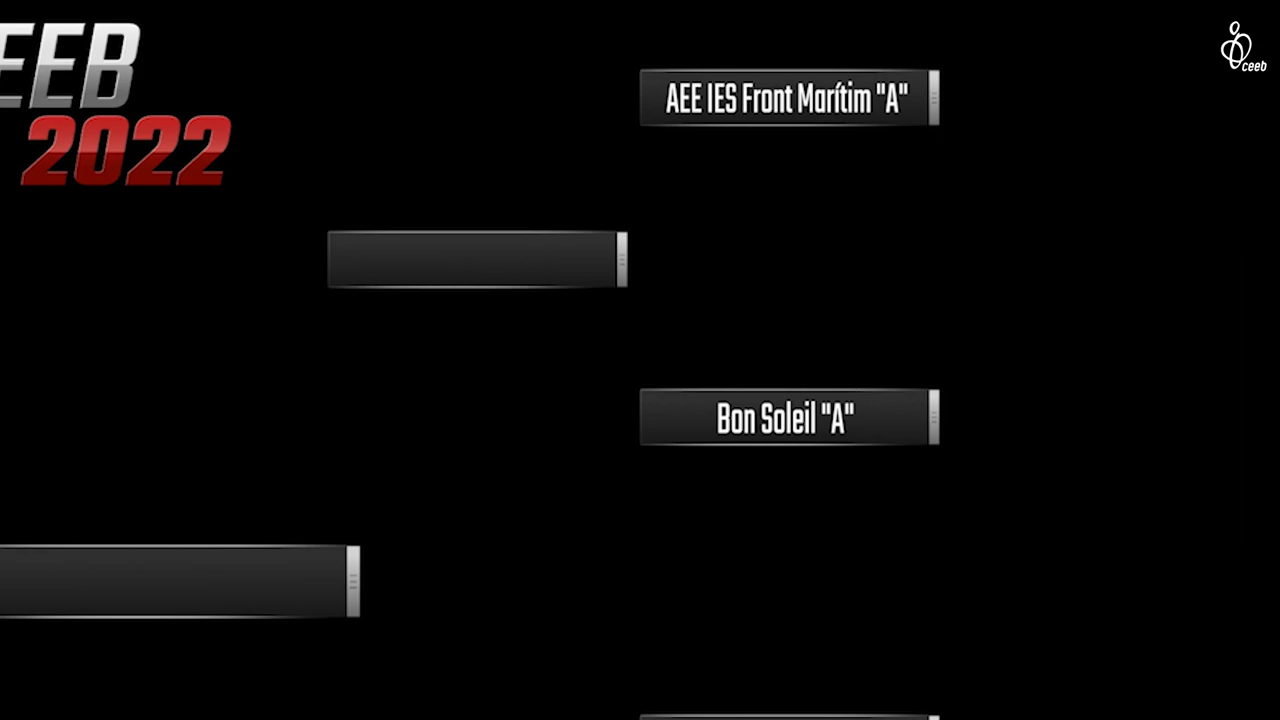 EEB
2022
AEE IES Front Marítim "A"
Bon Soleil "A"
ceeb